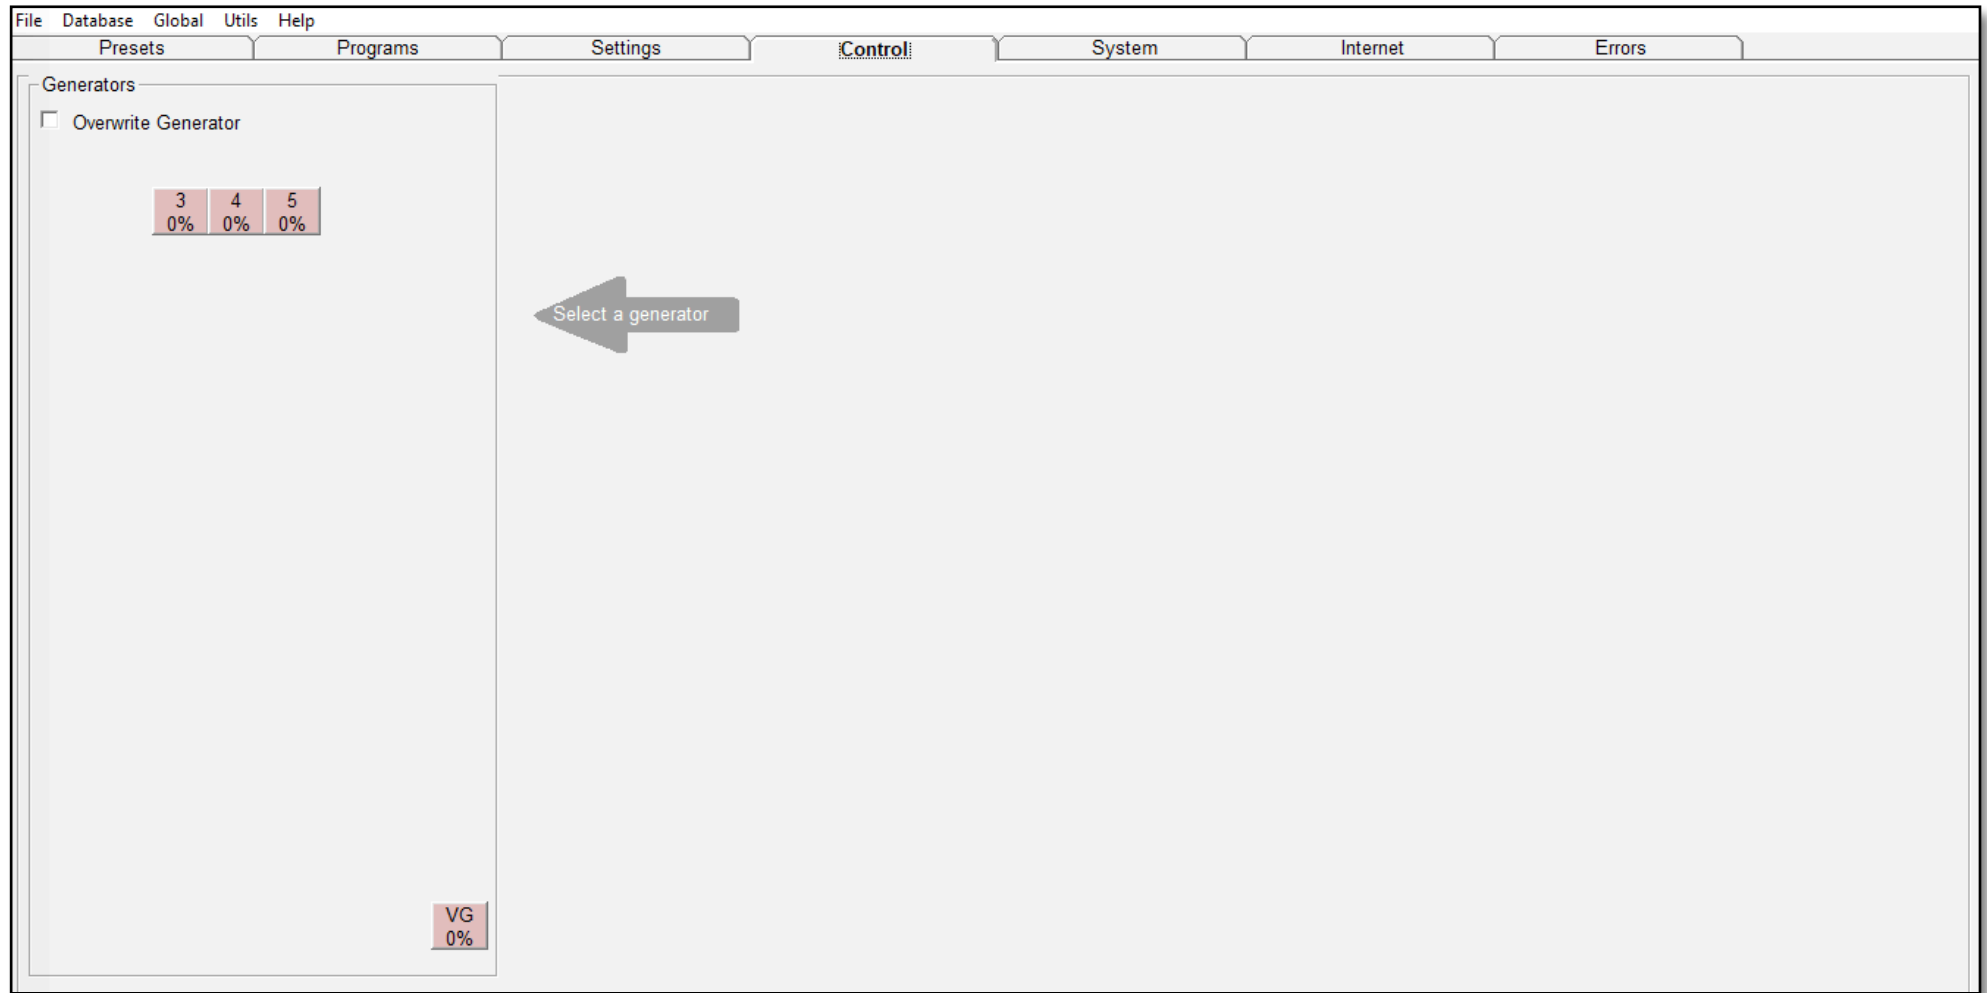 File Database Global Utils Help
Presets Programs Settings Control System Internet Errors
Generators
Overwrite Generator
3 4 5
0% 0% 0%
Select a generator
VG
0%